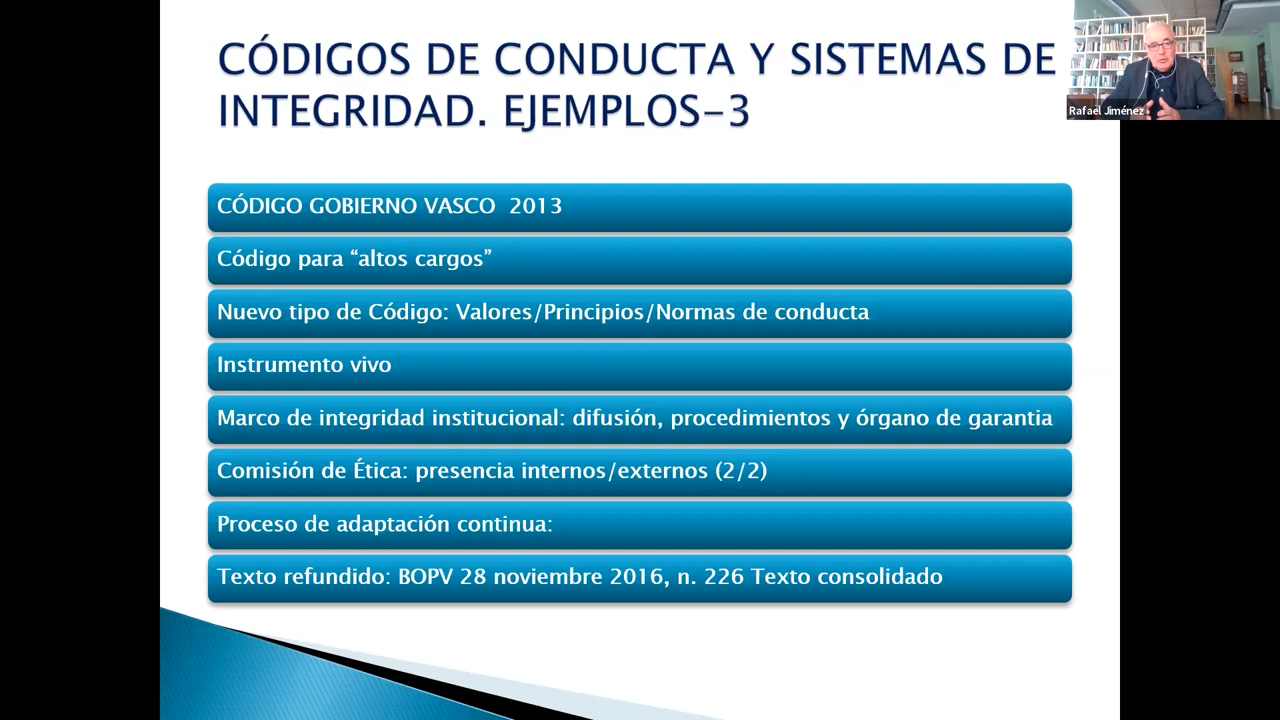 CÓDIGOS DE CONDUCTA Y SISTEMAS DE
INTEGRIDAD. EJEMPLOS-3
Rafael Jiménez
CÓDIGO GOBIERNO VASCO 2013
Código para “altos cargos”
Nuevo tipo de Código: Valores/Principios/Normas de conducta
Instrumento vivo
Marco de integridad institucional: difusión, procedimientos y órgano de garantia
Comisión de Ética: presencia internos/externos (2/2)
Proceso de adaptación continua:
Texto refundido: BOPV 28 noviembre 2016, n. 226 Texto consolidado